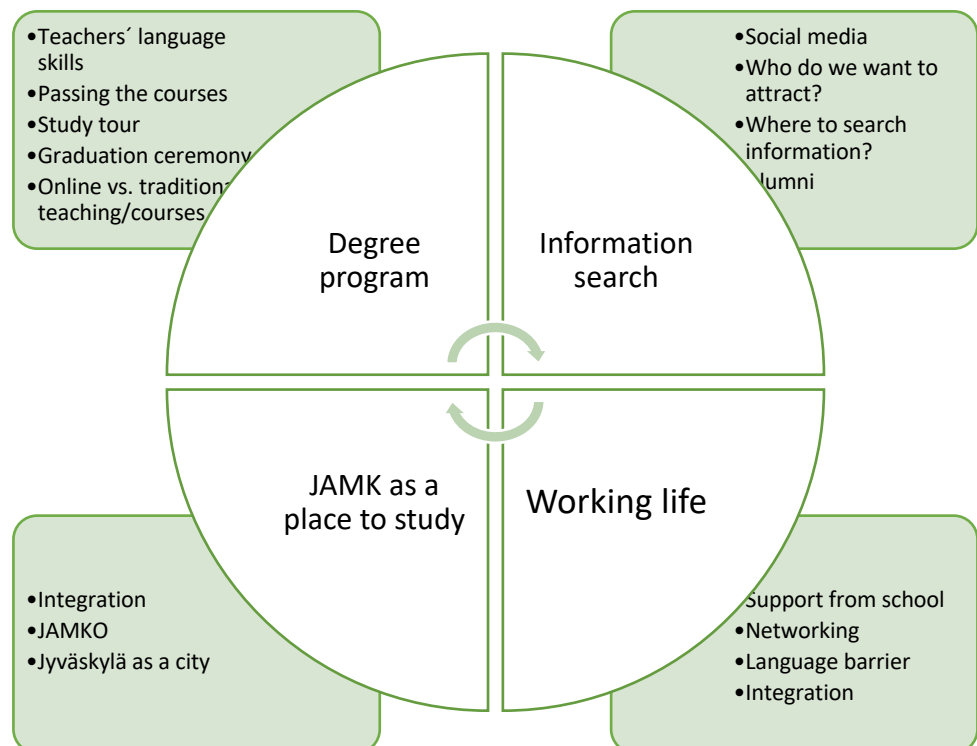 •Teachers´ language
skills
•Passing the courses
•Study tour
•Graduation ceremony
•Online vs. traditiona
teaching/courses
•Social media
•Who do we want to
attract?
•Where to search
information?
lumni
Degree
program
Information
search
JAMK as a
place to study
Working life
•Integration
•JAMKO
•Jyväskylä as a city
Support from school
•Networking
•Language barrier
•Integration